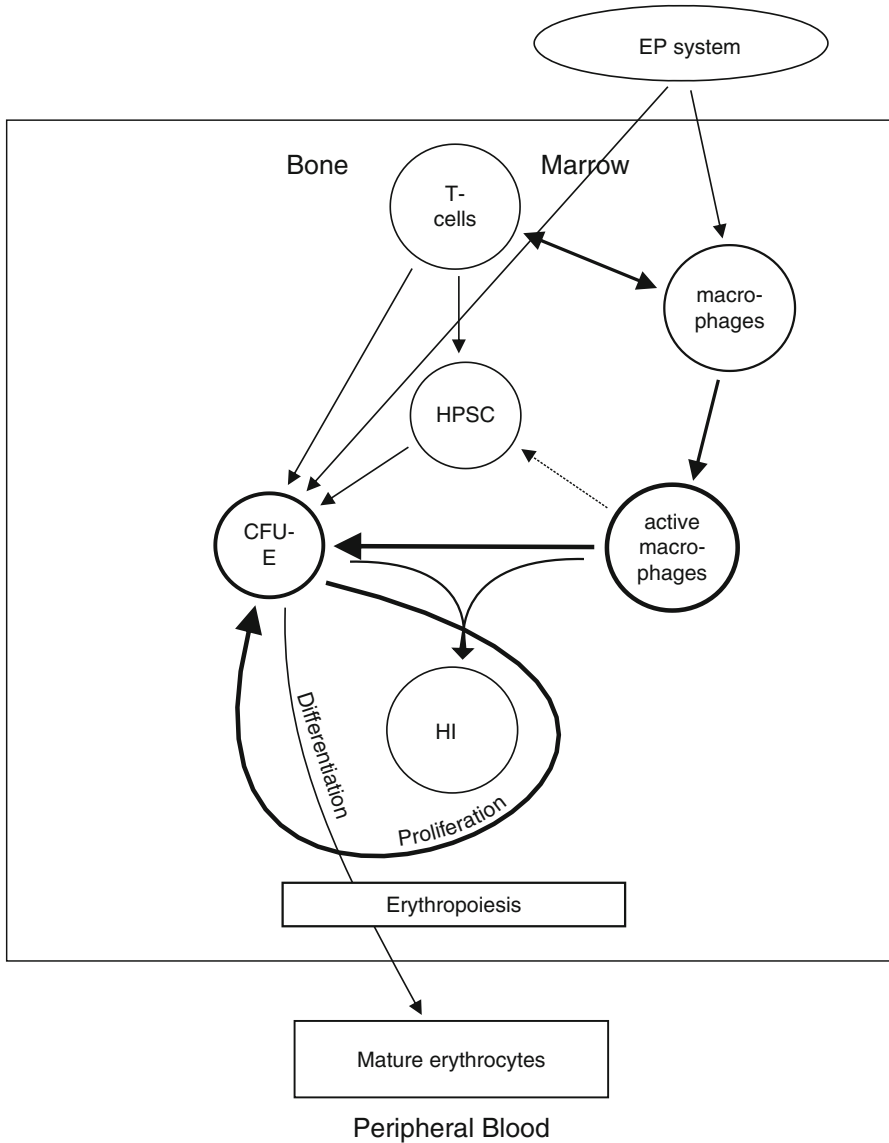 EP system
Bone Marrow
T-
cells
macro-
phages
HPSC
CFU-
E
active
macro-
phages
HI
Differentiation
Proliferation
Erythropoiesis
Mature erythrocytes
Peripheral Blood